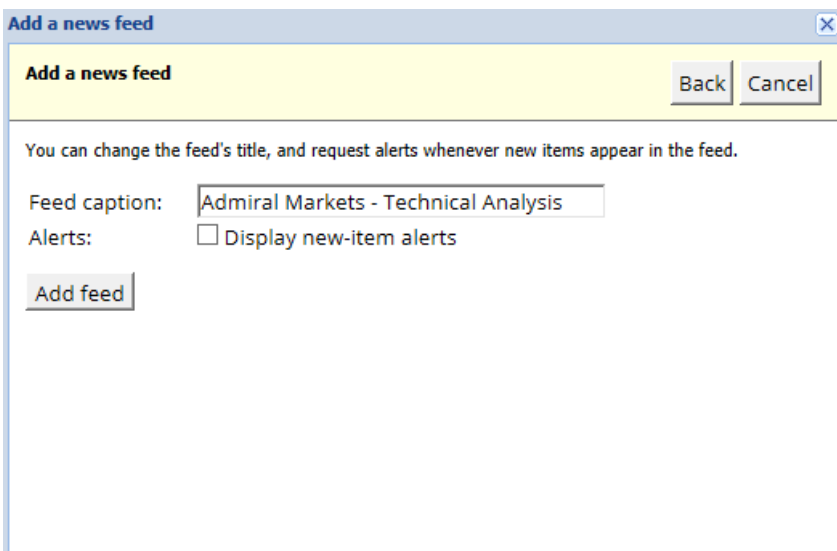 Add a news feed
Add a news feed
Back Cancel
You can change the feed's title, and request alerts whenever new items appear in the feed.
Feed caption: Admiral Markets - Technical Analysis
Alerts: Display new-item alerts
Add feed